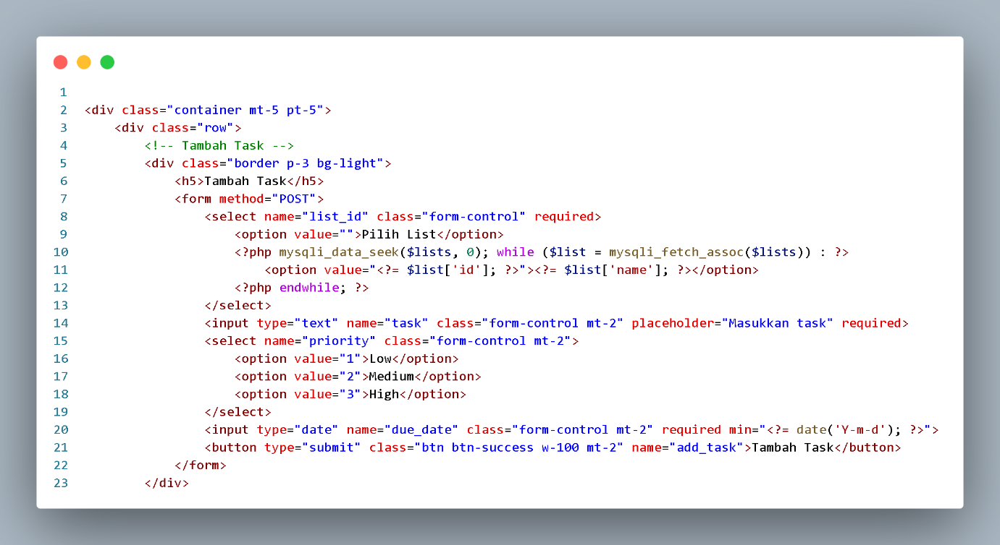 1
2 <div class="container mt-5 pt-5">
3     <div class="row">
4         <!-- Tambah Task -->
5         <div class="border p-3 bg-light">
6             <h5>Tambah Task</h5>
7             <form method="POST">
8                 <select name="list_id" class="form-control" required>
9                     <option value="">Pilih List</option>
10                     <?php mysqli_data_seek($lists, 0); while ($list = mysqli_fetch_assoc($lists)) : ?>
11                         <option value="<?= $list['id']; ?>"><?= $list['name']; ?></option>
12                     <?php endwhile; ?>
13                 </select>
14                 <input type="text" name="task" class="form-control mt-2" placeholder="Masukkan task" required>
15                 <select name="priority" class="form-control mt-2">
16                     <option value="1">Low</option>
17                     <option value="2">Medium</option>
18                     <option value="3">High</option>
19                 </select>
20                 <input type="date" name="due_date" class="form-control mt-2" required min="<?= date('Y-m-d'); ?>">
21                 <button type="submit" class="btn btn-success w-100 mt-2" name="add_task">Tambah Task</button>
22             </form>
23         </div>